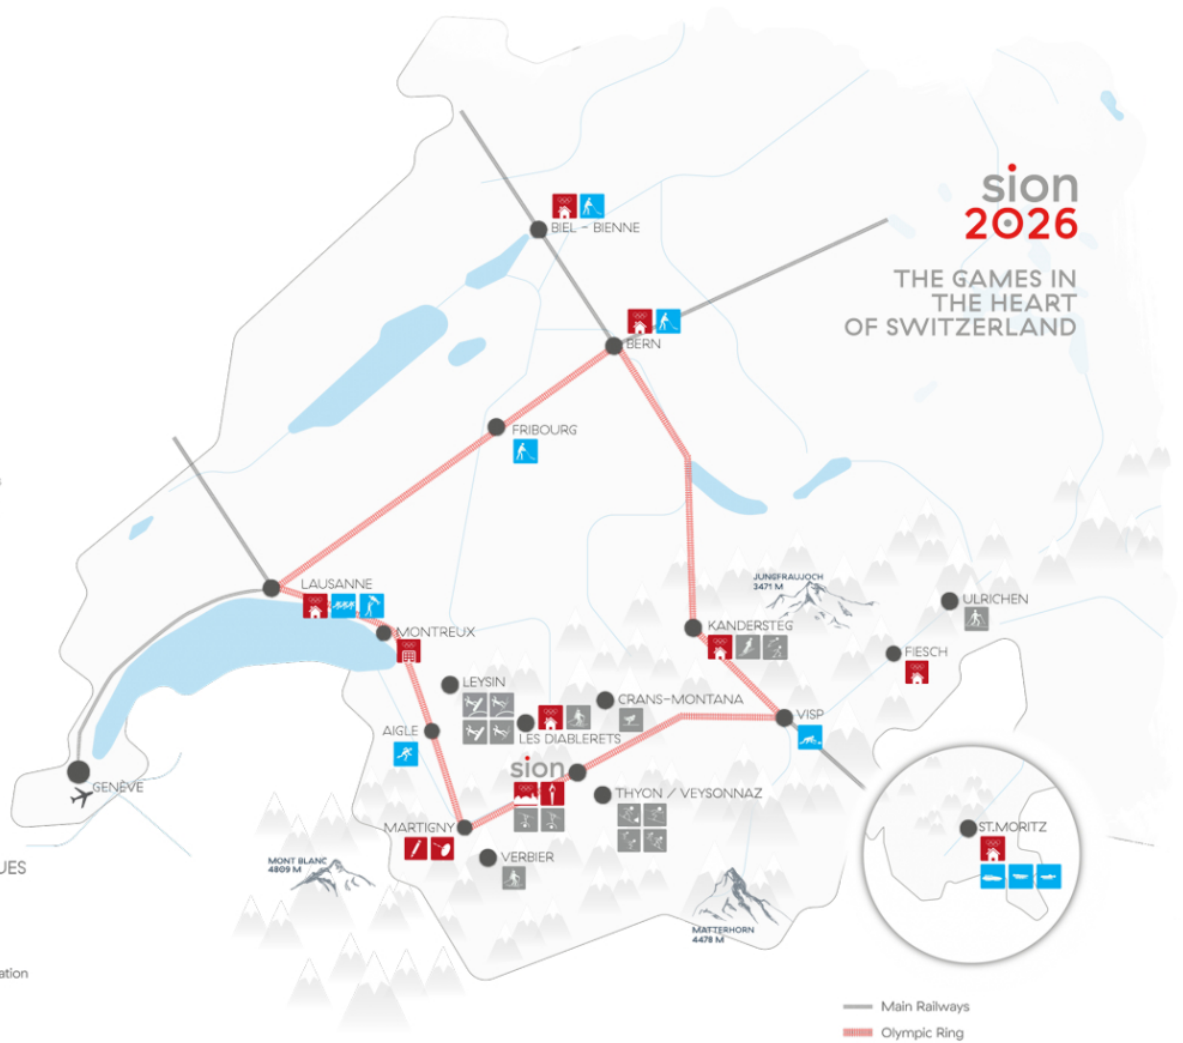 sion
2026
THE GAMES IN
THE HEART
OF SWITZERLAND
BIEL - BIENNE
BERN
FRIBOURG
LAUSANNE
MONTREUX
JUNGFRAUJOCH
3471 M
ULRICHEN
KANDERSTEG
FIESCH
LEYSIN
CRANS-MONTANA
VISP
AIGLE
LES DIABLERETS
sion
GENÈVE
THYON / VEYSONNAZ
MARTIGNY
ST.MORITZ
VERBIER
MONT BLANC
4809 M
UES
MATTERHORN
4478 M
ation
Main Railways
Olympic Ring